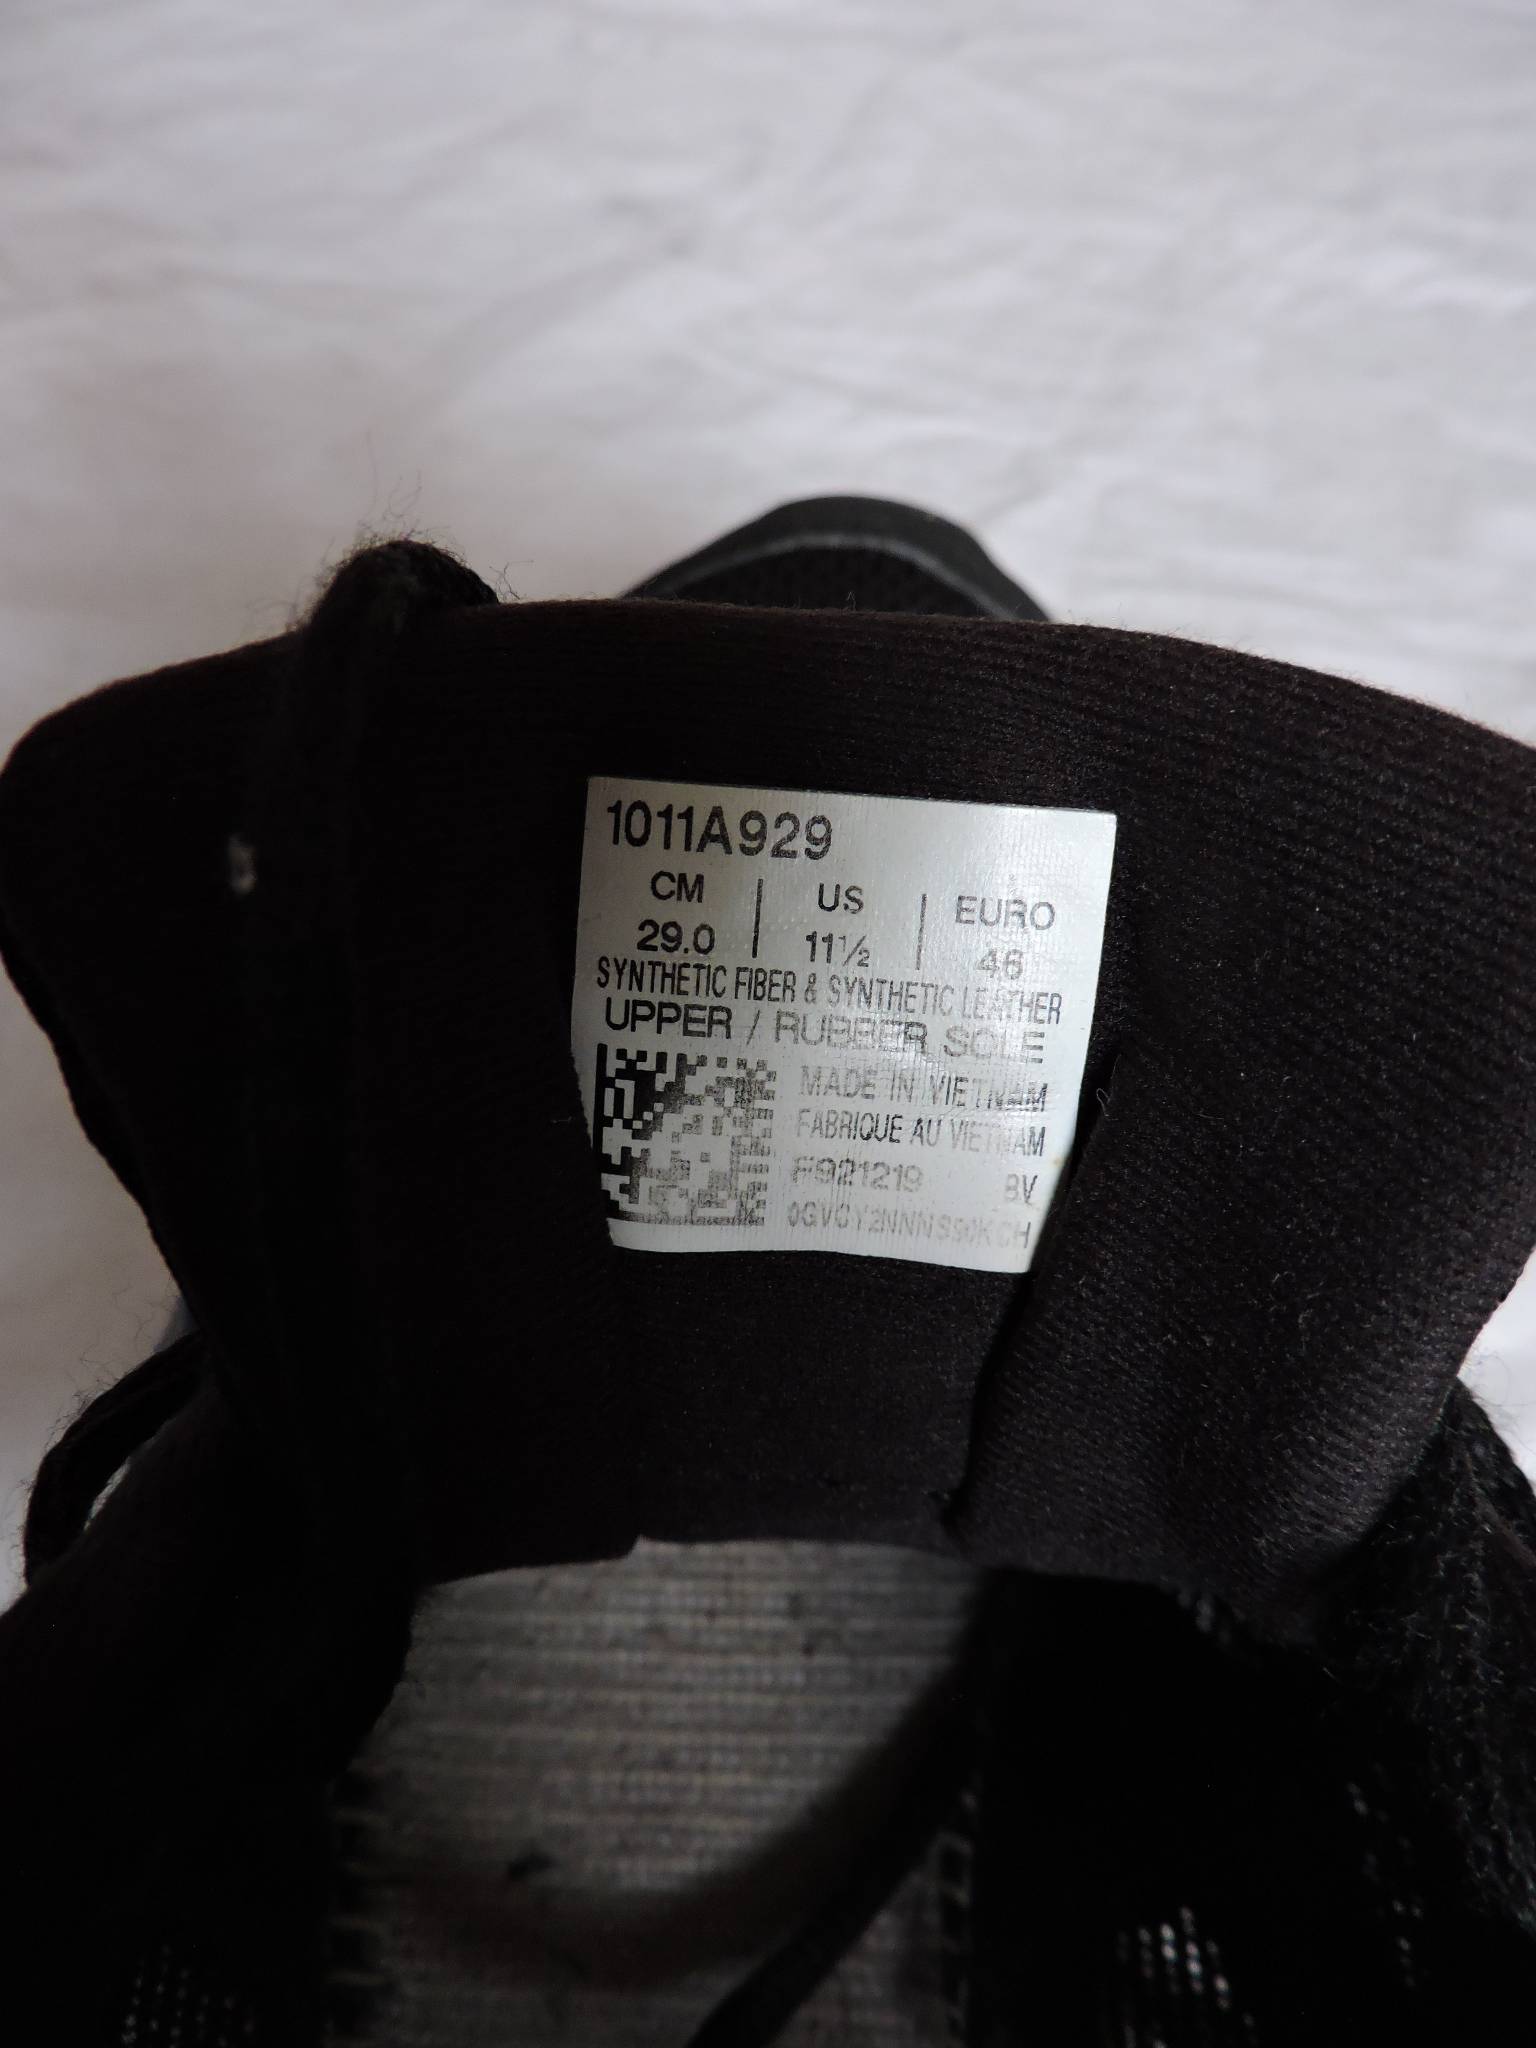 1011A929
CM | US | EURO
29.0 | 11½ | 46
SYNTHETIC FIBER & SYNTHETIC LEATHER
UPPER / RUBBER SOLE
MADE IN VIETNAM
FABRIQUE AU VIETNAM
F921219 BV